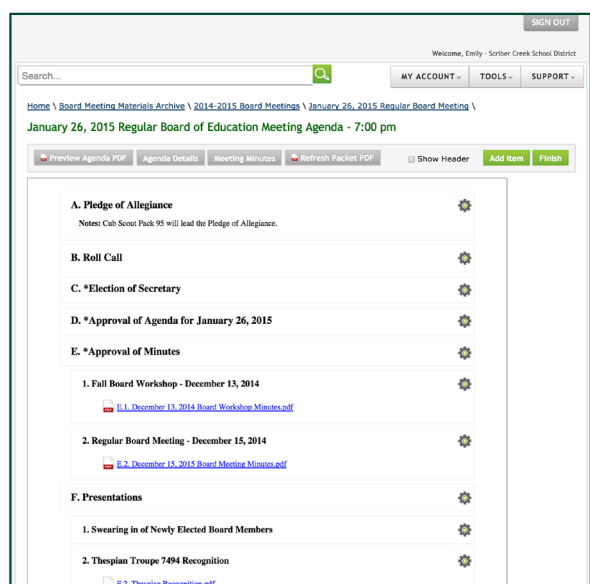 SIGN OUT
Welcome, Emily - Scriber Creek School District
Search...
MY ACCOUNT TOOLS SUPPORT
Home \ Board Meeting Materials Archive \ 2014-2015 Board Meetings \ January 26, 2015 Regular Board Meeting \
January 26, 2015 Regular Board of Education Meeting Agenda - 7:00 pm
Preview Agenda PDF Agenda Details Meeting Minutes Refresh Packet PDF Show Header Add Item Finish
A. Pledge of Allegiance
Notes: Cub Scout Pack 95 will lead the Pledge of Allegiance.
B. Roll Call
C. *Election of Secretary
D. *Approval of Agenda for January 26, 2015
E. *Approval of Minutes
1. Fall Board Workshop - December 13, 2014
E.1. December 13, 2014 Board Workshop Minutes.pdf
2. Regular Board Meeting - December 15, 2014
E.2. December 15, 2015 Board Meeting Minutes.pdf
F. Presentations
1. Swearing in of Newly Elected Board Members
2. Thespian Troupe 7494 Recognition
F.2. Thespian Recognition.pdf